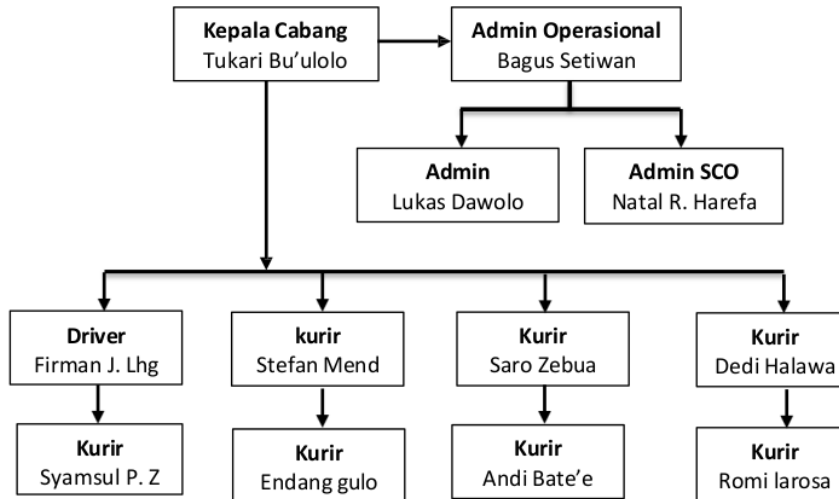 Kepala Cabang
Tukari Bu’ulolo
Admin Operasional
Bagus Setiwan
Admin
Lukas Dawolo
Admin SCO
Natal R. Harefa
Driver
Firman J. Lhg
kurir
Stefan Mend
Kurir
Saro Zebua
Kurir
Dedi Halawa
Kurir
Syamsul P. Z
Kurir
Endang gulo
Kurir
Andi Bate’e
Kurir
Romi larosa